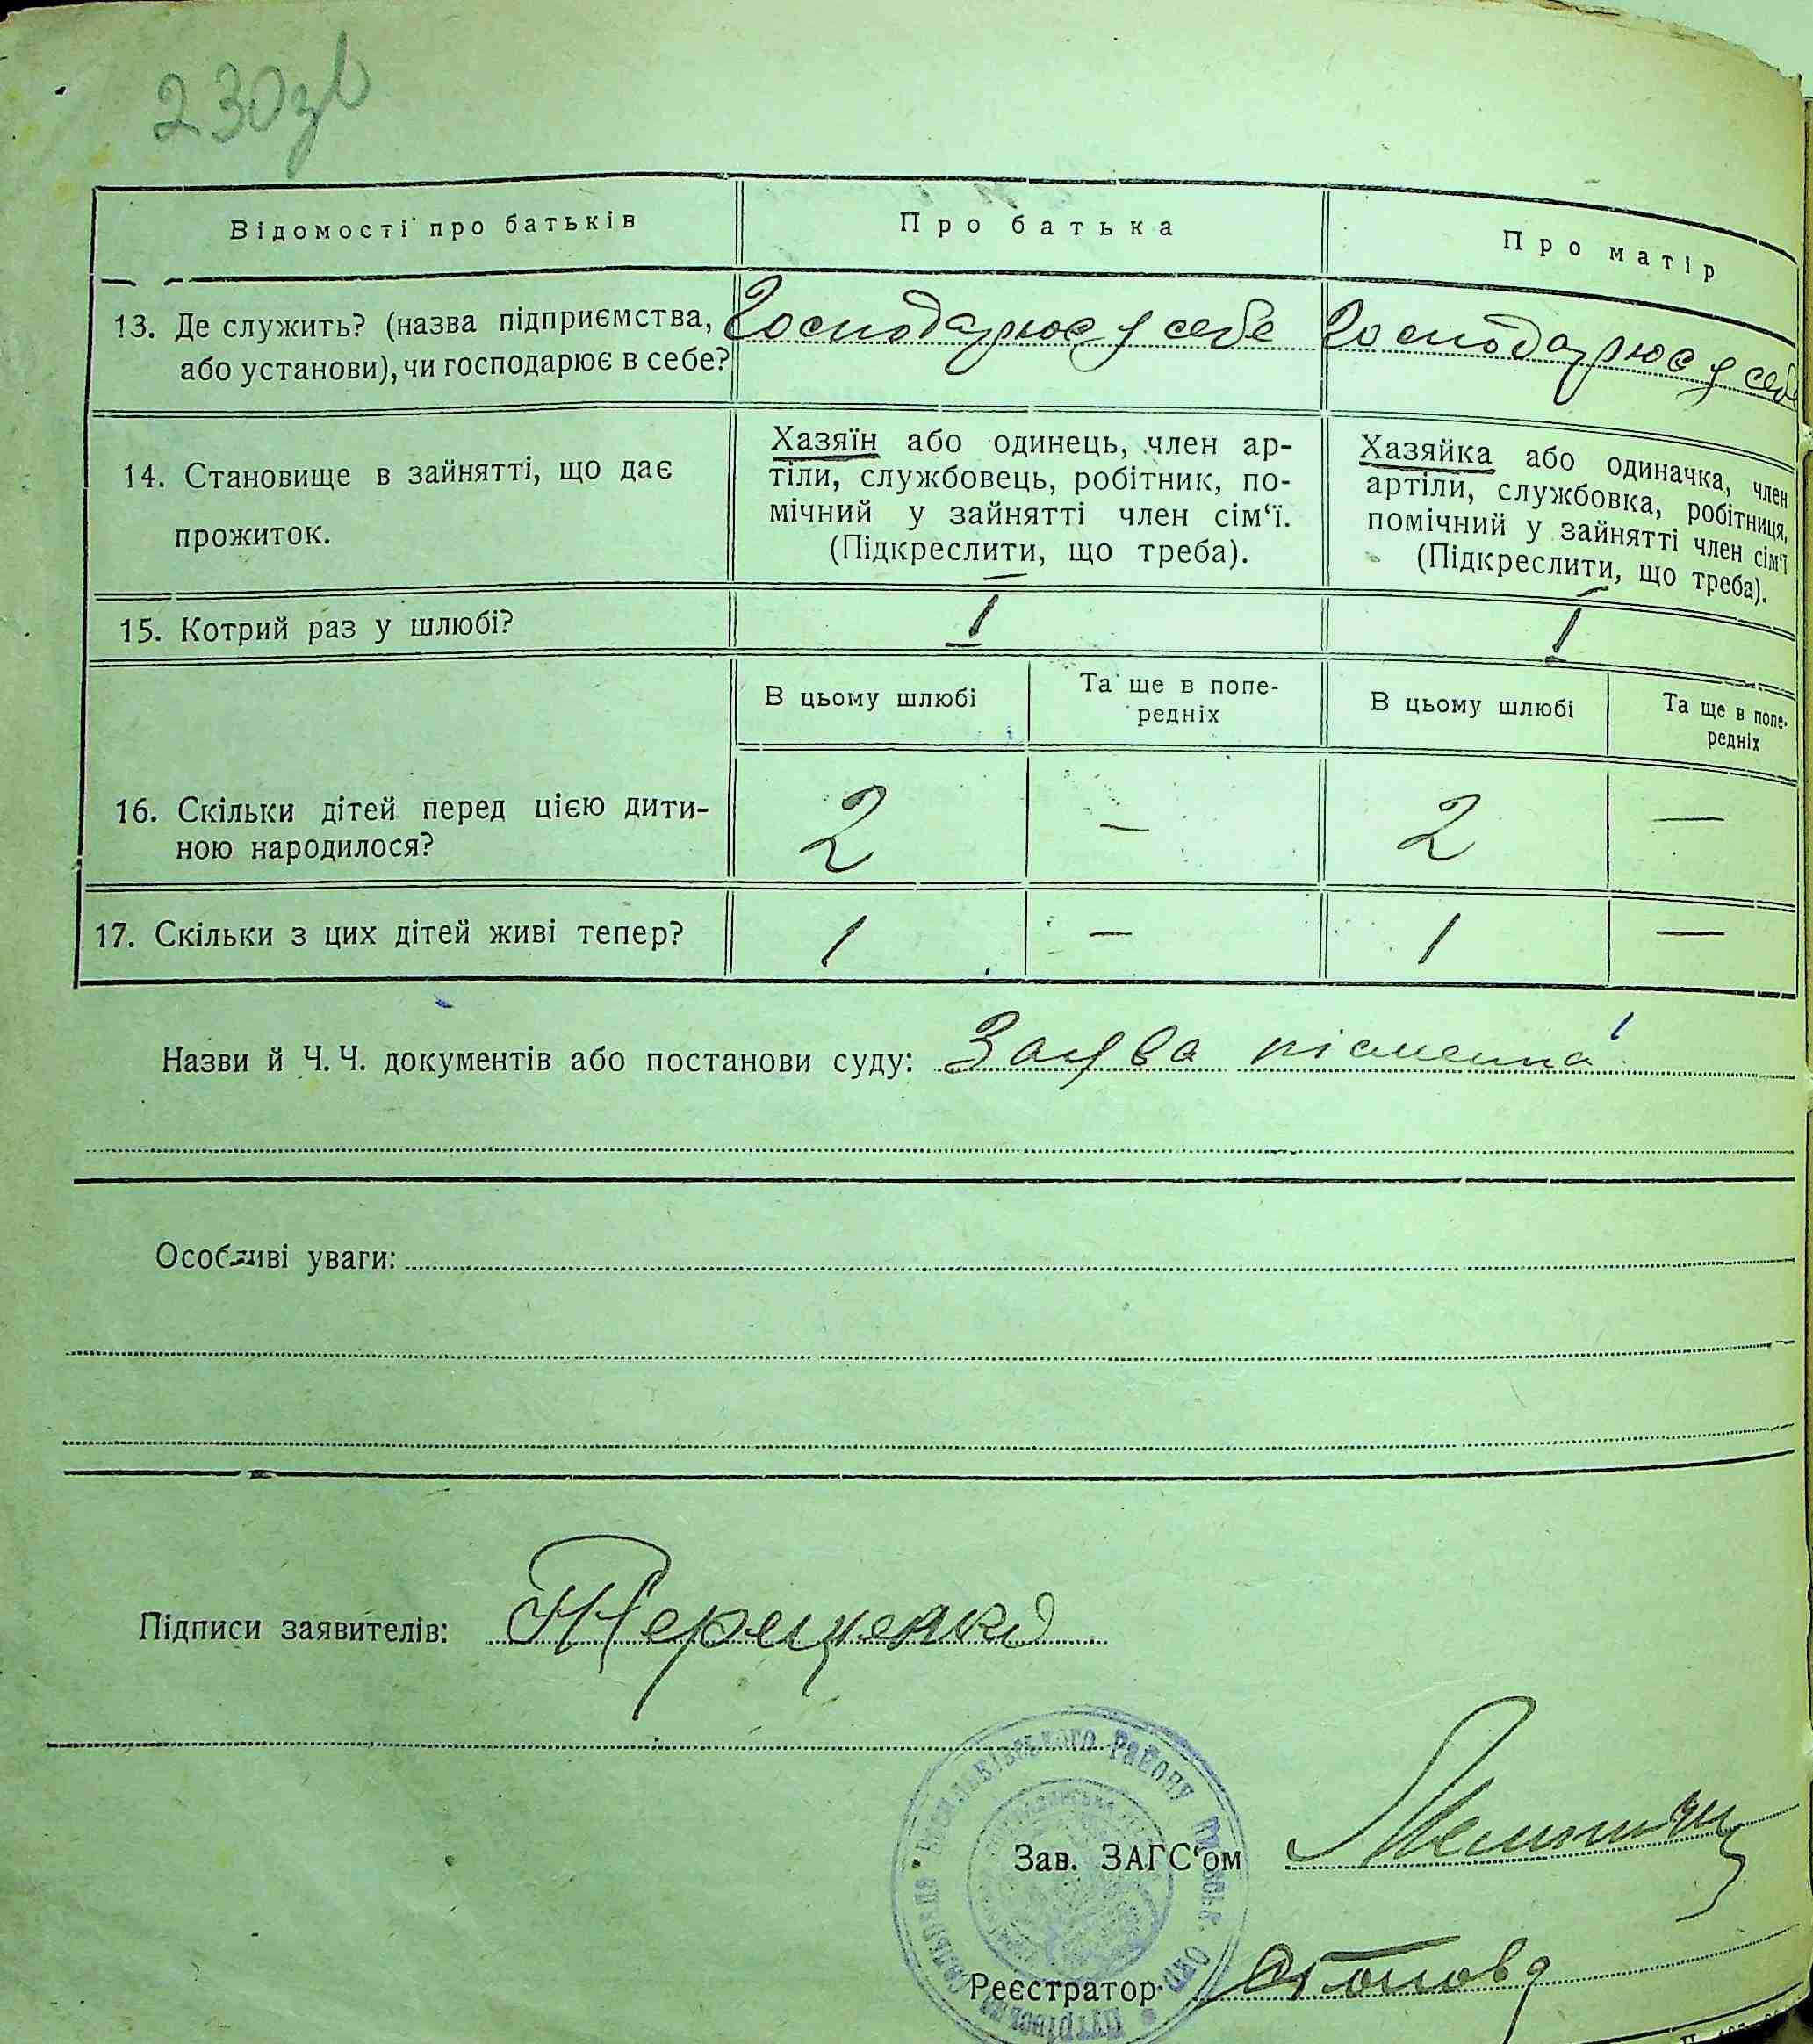 230зв
Відомості про батьків
Про батька
Про матір
13. Де служить? (назва підприємства,
або установи), чи господарює в себе?
Господарює у себе
Господарює у себе
14. Становище в зайнятті, що дає
прожиток.
Хазяїн або одинець, член ар-
тіли, службовець, робітник, по-
мічний у зайнятті член сім‘ї.
(Підкреслити, що треба).
Хазяйка або одиначка, член
артіли, службовка, робітниця,
помічний у зайнятті член сім‘ї
(Підкреслити, що треба).
15. Котрий раз у шлюбі?
I
I
В цьому шлюбі
Та ще в попе-
редніх
В цьому шлюбі
Та ще в попе-
редніх
16. Скільки дітей перед цією дити-
ною народилося?
2 — 2 —
17. Скільки з цих дітей живі тепер?
1 — 1 —
Назви й Ч. Ч. документів або постанови суду: Заява пісменна
Особливі уваги:
Підписи заявителів: Терещенко
Васильківського Району
Зав. ЗАГС‘ом
Реєстратор